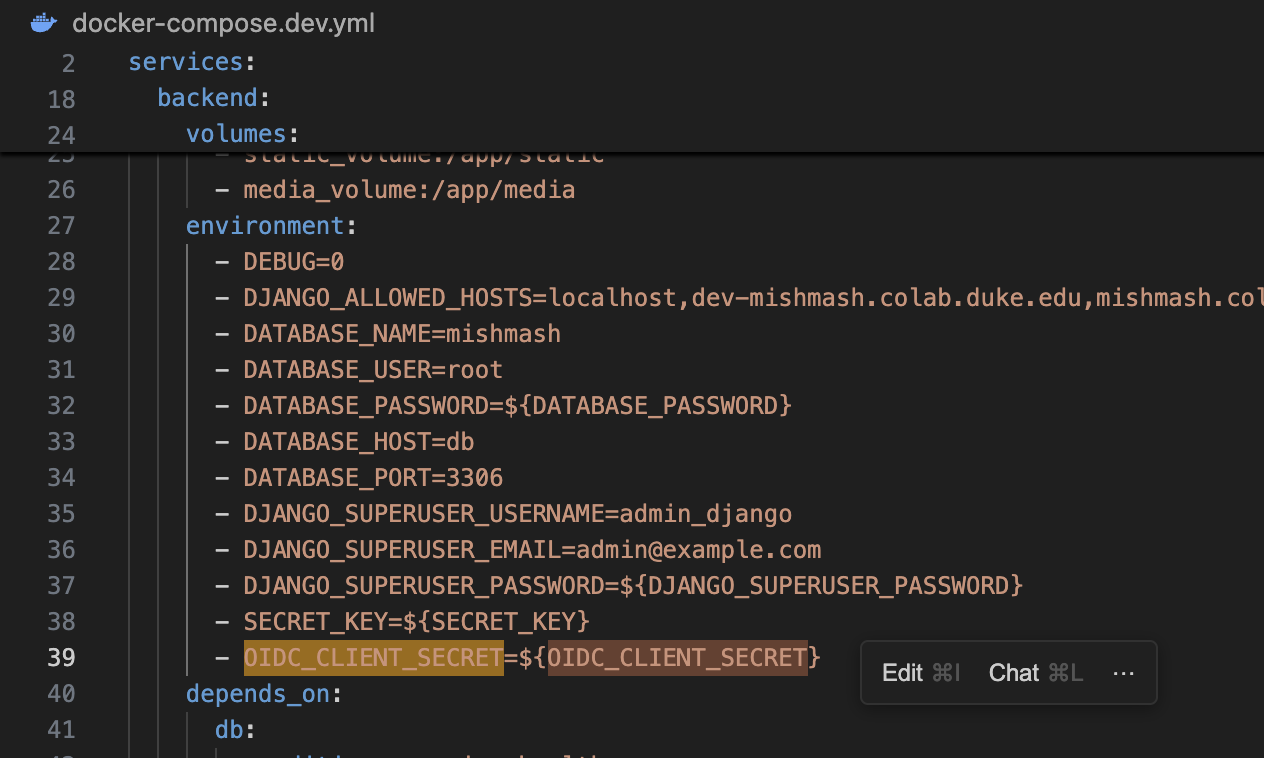 docker-compose.dev.yml
2 services:
18 backend:
24 volumes:
25 - static_volume:/app/static
26 - media_volume:/app/media
27 environment:
28 - DEBUG=0
29 - DJANGO_ALLOWED_HOSTS=localhost,dev-mishmash.colab.duke.edu,mishmash.col
30 - DATABASE_NAME=mishmash
31 - DATABASE_USER=root
32 - DATABASE_PASSWORD=${DATABASE_PASSWORD}
33 - DATABASE_HOST=db
34 - DATABASE_PORT=3306
35 - DJANGO_SUPERUSER_USERNAME=admin_django
36 - DJANGO_SUPERUSER_EMAIL=admin@example.com
37 - DJANGO_SUPERUSER_PASSWORD=${DJANGO_SUPERUSER_PASSWORD}
38 - SECRET_KEY=${SECRET_KEY}
39 - OIDC_CLIENT_SECRET=${OIDC_CLIENT_SECRET}
Edit ⌘I Chat ⌘L ...
40 depends_on:
41 db: